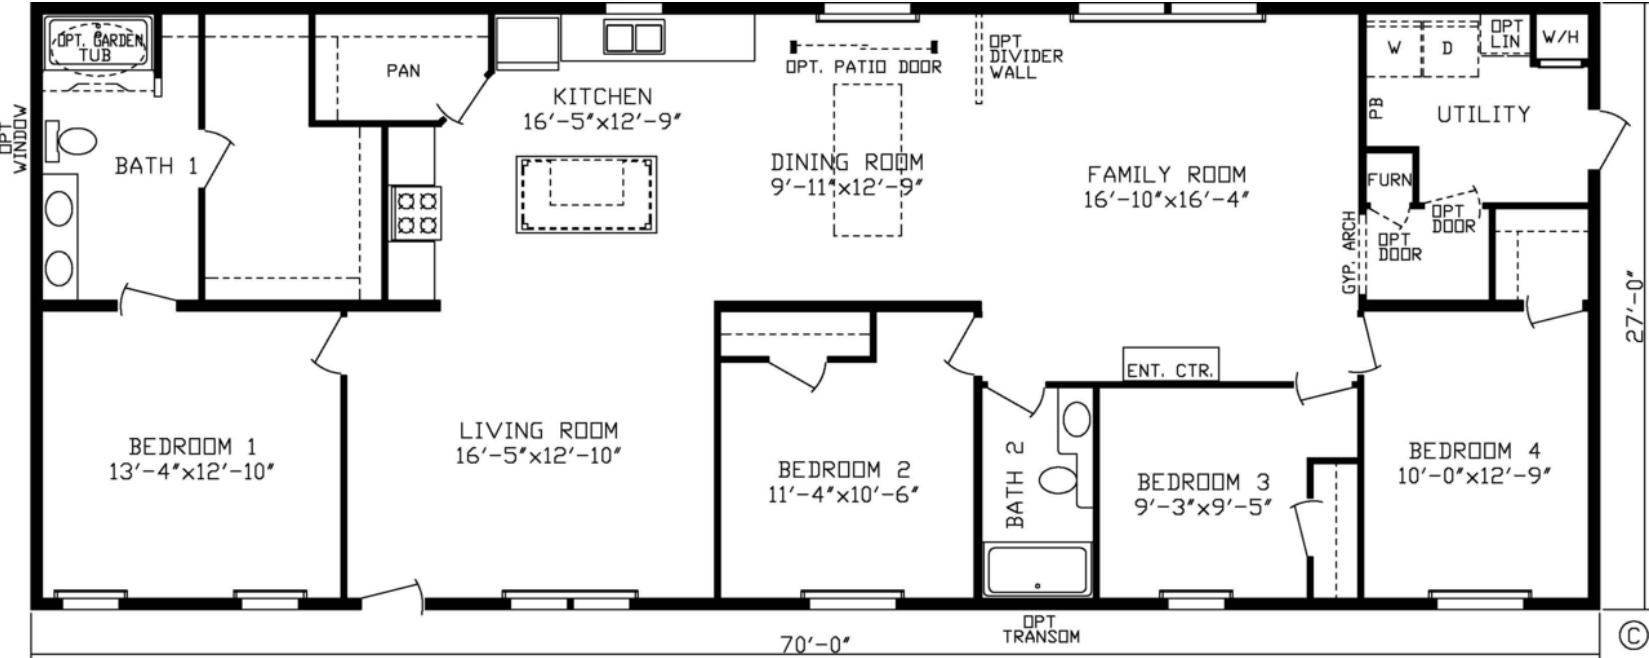 OPT. GARDEN
TUB
OPT
WINDOW
BATH 1
PAN
KITCHEN
16'-5"x12'-9"
OPT. PATIO DOOR
DINING ROOM
9'-11"x12'-9"
OPT
DIVIDER
WALL
FAMILY ROOM
16'-10"x16'-4"
W
D
OPT
LIN
W/H
PB
UTILITY
FURN
OPT
DOOR
OPT
DOOR
GYP. ARCH
27'-0"
ENT. CTR.
BEDROOM 1
13'-4"x12'-10"
LIVING ROOM
16'-5"x12'-10"
BEDROOM 2
11'-4"x10'-6"
BATH 2
BEDROOM 3
9'-3"x9'-5"
BEDROOM 4
10'-0"x12'-9"
OPT
TRANSOM
70'-0"
©